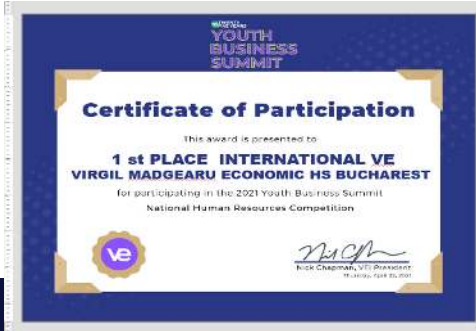 YOUTH
BUSINESS
SUMMIT
Certificate of Participation
This award is presented to
1 st PLACE INTERNATIONAL VE
VIRGIL MADGEARU ECONOMIC HS BUCHAREST
for participating in the 2021 Youth Business Summit
National Human Resources Competition
ve
Nick Chapman, VEI President